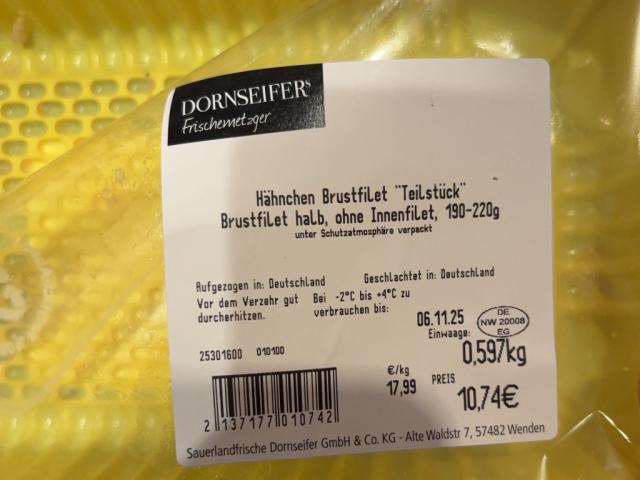 DORNSEIFERS
Frischemetzger
Hähnchen Brustfilet "Teilstück"
Brustfilet halb, ohne Innenfilet, 190-220g
unter Schutzatmosphäre verpackt
Aufgezogen in: Deutschland Geschlachtet in: Deutschland
Vor dem Verzehr gut Bei -2°C bis +4°C zu
durcherhitzen. verbrauchen bis:
06.11.25
DE
NW 20008
EG
Einwaage:
0,597kg
25301600 010100
€/kg PREIS
17,99 10,74€
2 137177 010742
Sauerlandfrische Dornseifer GmbH & Co. KG - Alte Waldstr 7, 57482 Wenden